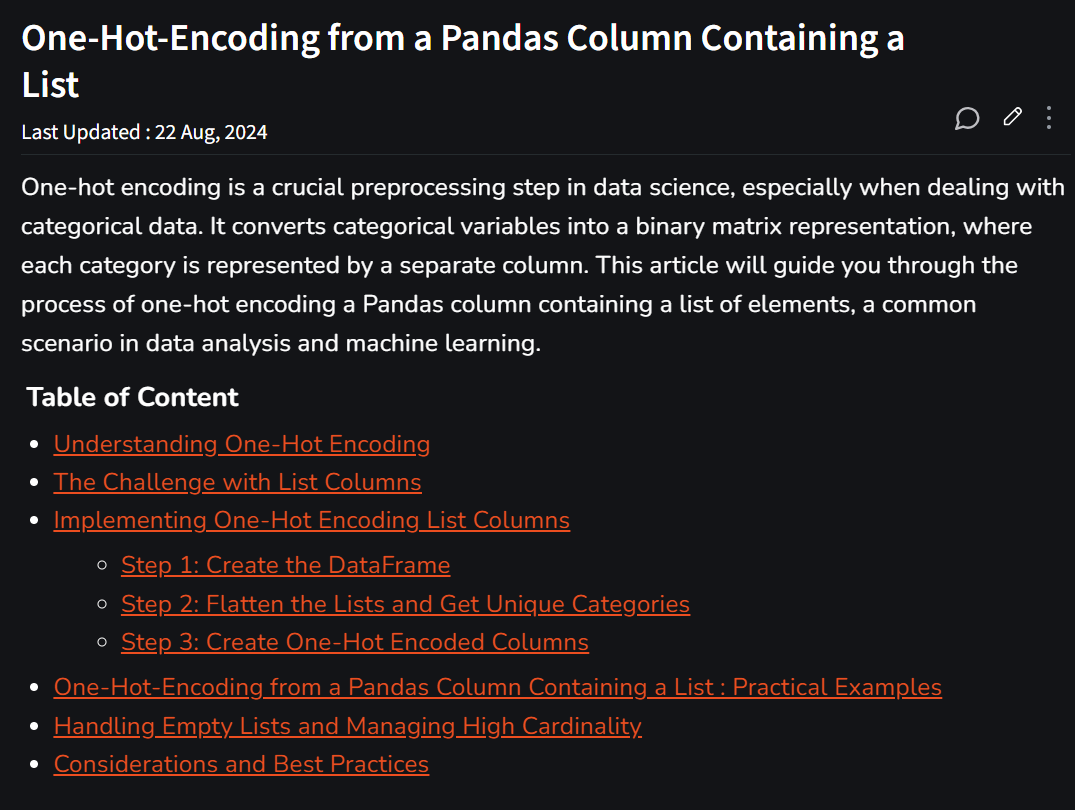 One-Hot-Encoding from a Pandas Column Containing a
List
Last Updated : 22 Aug, 2024
One-hot encoding is a crucial preprocessing step in data science, especially when dealing with
categorical data. It converts categorical variables into a binary matrix representation, where
each category is represented by a separate column. This article will guide you through the
process of one-hot encoding a Pandas column containing a list of elements, a common
scenario in data analysis and machine learning.
Table of Content
Understanding One-Hot Encoding
The Challenge with List Columns
Implementing One-Hot Encoding List Columns
Step 1: Create the DataFrame
Step 2: Flatten the Lists and Get Unique Categories
Step 3: Create One-Hot Encoded Columns
One-Hot-Encoding from a Pandas Column Containing a List : Practical Examples
Handling Empty Lists and Managing High Cardinality
Considerations and Best Practices